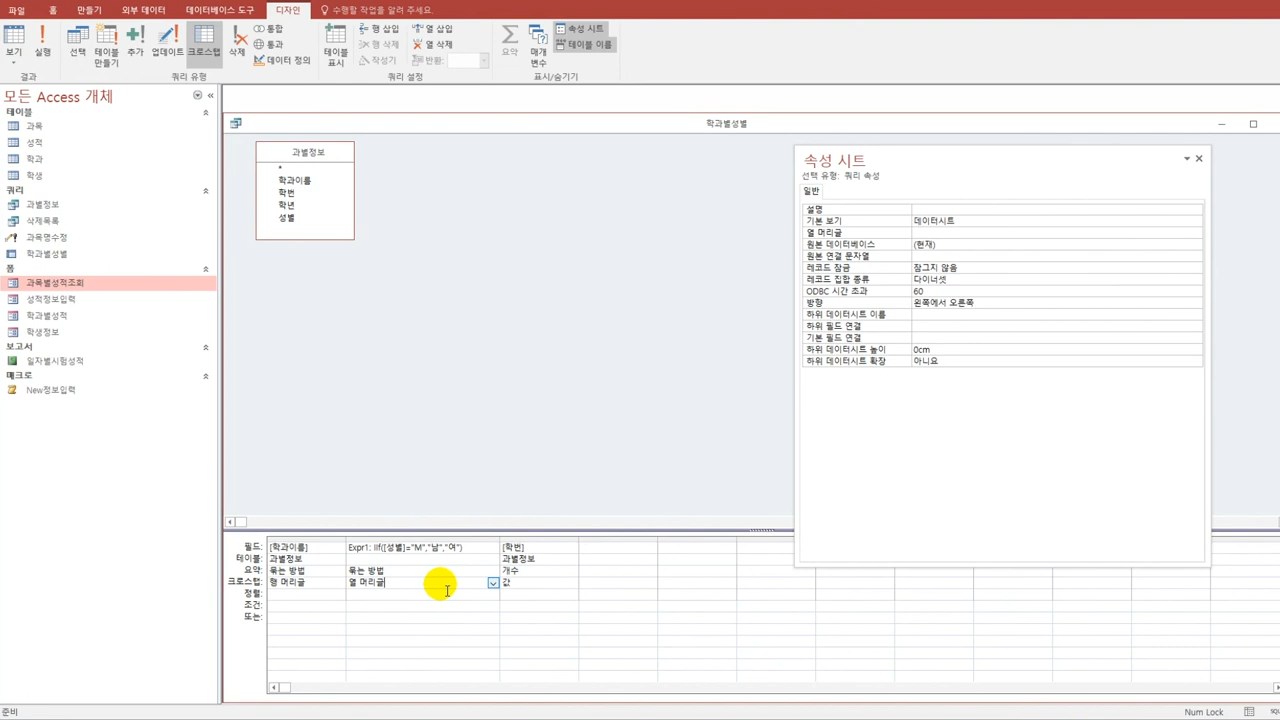 파일 홈 만들기 외부 데이터 데이터베이스 도구 디자인 수행할 작업을 알려 주세요.
보기 실행 선택 테이블 만들기 추가 업데이트 크로스탭 삭제 통합 테이블 표시 행 삽입 열 삽입 요약 매개 변수 속성 시트
통과 행 삭제 열 삭제 테이블 이름
데이터 정의 작성기 반환:
결과 쿼리 유형 쿼리 설정 표시/숨기기
모든 Access 개체
테이블
과목
성적
학과
학생
쿼리
과별정보
삭제목록
과목명수정
학과별성별
폼
과목별성적조회
성적정보입력
학과별성적
학생정보
보고서
일자별시험성적
매크로
New정보입력
학과별성별
과별정보
*
학과이름
학번
학년
성별
속성 시트
선택 유형: 쿼리 속성
일반
설명
기본 보기 데이터시트
열 머리글
원본 데이터베이스 (현재)
원본 연결 문자열
레코드 잠금 잠그지 않음
레코드 집합 종류 다이너셋
ODBC 시간 초과 60
방향 왼쪽에서 오른쪽
하위 데이터시트 이름
하위 필드 연결
기본 필드 연결
하위 데이터시트 높이 0cm
하위 데이터시트 확장 아니요
필드: [학과이름] Expr1: IIf([성별]="M","남","여") [학번]
테이블: 과별정보 과별정보
요약: 묶는 방법 묶는 방법 개수
크로스탭: 행 머리글 열 머리글 값
정렬:
조건:
또는:
준비 Num Lock